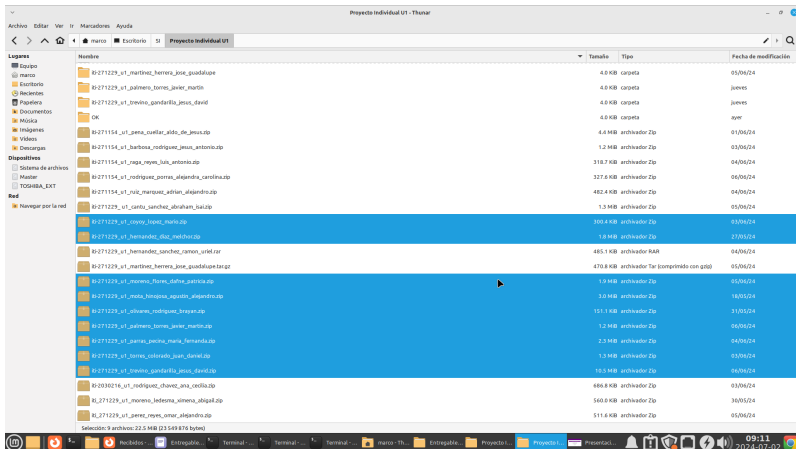 Proyecto Individual U1 - Thunar
Archivo Editar Ver Ir Marcadores Ayuda
marco Escritorio SI Proyecto Individual U1
Lugares
Equipo
marco
Escritorio
Recientes
Papelera
Documentos
Música
Imágenes
Vídeos
Descargas
Dispositivos
Sistema de archivos
Master
TOSHIBA_EXT
Red
Navegar por la red
Nombre Tamaño Tipo Fecha de modificación
iti-271229_u1_martinez_herrera_jose_guadalupe 4.0 KiB carpeta 05/06/24
iti-271229_u1_palmero_torres_javier_martin 4.0 KiB carpeta jueves
iti-271229_u1_trevino_gandarilla_jesus_david 4.0 KiB carpeta jueves
OK 4.0 KiB carpeta ayer
iti-271154 _u1_pena_cuellar_aldo_de_jesus.zip 4.4 MiB archivador Zip 01/06/24
iti-271154_u1_barbosa_rodriguez_jesus_antonio.zip 1.2 MiB archivador Zip 03/06/24
iti-271154_u1_raga_reyes_luis_antonio.zip 318.7 KiB archivador Zip 04/06/24
iti-271154_u1_rodriguez_porras_alejandra_carolina.zip 327.6 KiB archivador Zip 06/06/24
iti-271154_u1_ruiz_marquez_adrian_alejandro.zip 482.4 KiB archivador Zip 04/06/24
iti-271229_ u1_cantu_sanchez_abraham_isai.zip 1.3 MiB archivador Zip 05/06/24
iti-271229_u1_coyoy_lopez_mario.zip 300.4 KiB archivador Zip 03/06/24
iti-271229_u1_hernandez_diaz_melchor.zip 1.8 MiB archivador Zip 27/05/24
iti-271229_u1_hernandez_sanchez_ramon_uriel.rar 485.1 KiB archivador RAR 04/06/24
iti-271229_u1_martinez_herrera_jose_guadalupe.tar.gz 470.8 KiB archivador Tar (comprimido con gzip) 05/06/24
iti-271229_u1_moreno_flores_dafne_patricia.zip 1.9 MiB archivador Zip 05/06/24
iti-271229_u1_mota_hinojosa_agustin_alejandro.zip 3.0 MiB archivador Zip 18/05/24
iti-271229_u1_olivares_rodriguez_brayan.zip 151.1 KiB archivador Zip 31/05/24
iti-271229_u1_palmero_torres_javier_martin.zip 1.2 MiB archivador Zip 06/06/24
iti-271229_u1_parras_pecina_maria_fernanda.zip 2.3 MiB archivador Zip 04/06/24
iti-271229_u1_torres_colorado_juan_daniel.zip 1.3 MiB archivador Zip 03/06/24
iti-271229_u1_trevino_gandarilla_jesus_david.zip 10.5 MiB archivador Zip 06/06/24
iti-2030216_u1_rodriguez_chavez_ana_cecilia.zip 686.8 KiB archivador Zip 03/06/24
iti_271229_u1_moreno_ledesma_ximena_abigail.zip 560.0 KiB archivador Zip 30/05/24
iti_271229_u1_perez_reyes_omar_alejandro.zip 511.6 KiB archivador Zip 05/06/24
Selección: 9 archivos: 22.5 MiB (23 549 876 bytes)
Recibidos - ... Entregable... Terminal - ... Terminal - ... Terminal - ... marco - Th... Entregable... Proyecto I... Proyecto I... Presentaci... 09:11
2024-07-02